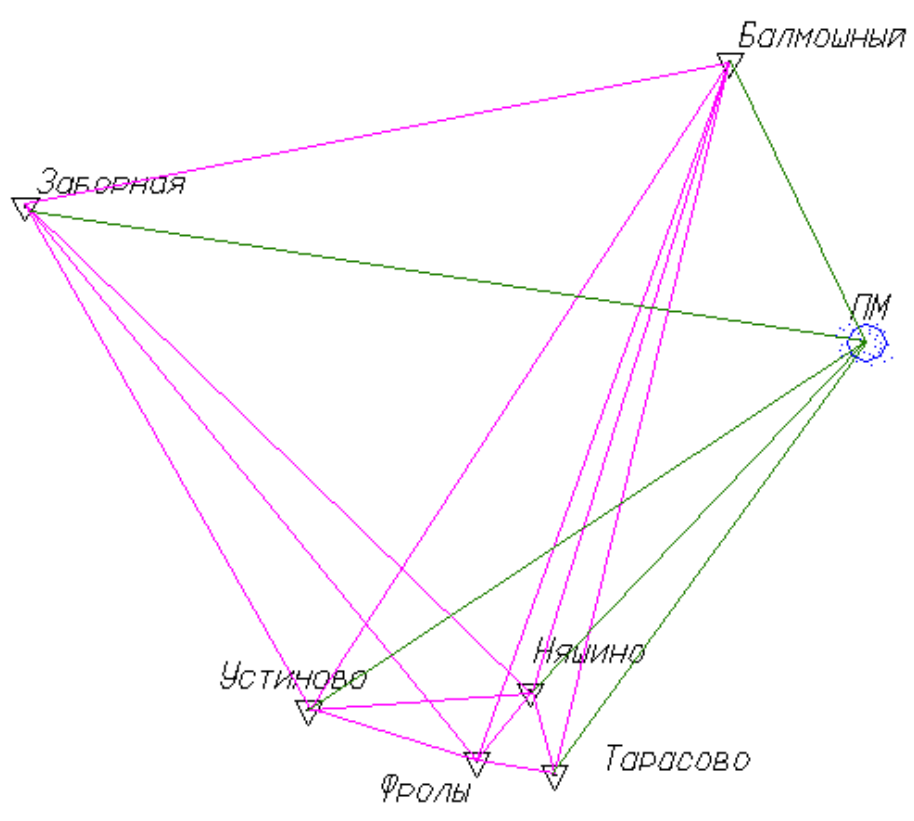 Балмошный
Заборная
ПМ
Няшино
Устиново
Тарасово
Фролы